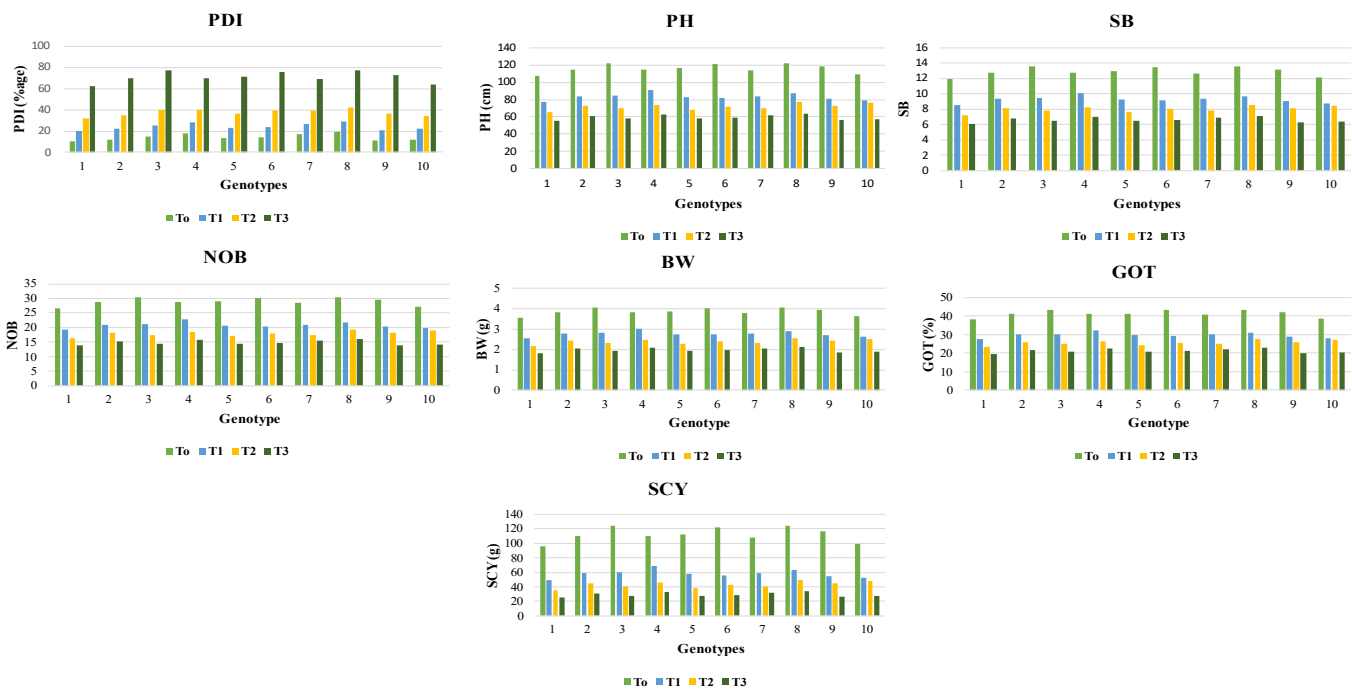 PDI
PDI (%age)
100
80
60
40
20
0
1 2 3 4 5 6 7 8 9 10
Genotypes
To T1 T2 T3
PH
PH (cm)
140
120
100
80
60
40
20
0
1 2 3 4 5 6 7 8 9 10
Genotypes
To T1 T2 T3
SB
SB
16
14
12
10
8
6
4
2
0
1 2 3 4 5 6 7 8 9 10
Genotypes
To T1 T2 T3
NOB
NOB
35
30
25
20
15
10
5
0
1 2 3 4 5 6 7 8 9 10
Genotype
To T1 T2 T3
BW
BW (g)
5
4
3
2
1
0
1 2 3 4 5 6 7 8 9 10
Genotype
To T1 T2 T3
GOT
GOT (%)
50
40
30
20
10
0
1 2 3 4 5 6 7 8 9 10
Genotype
To T1 T2 T3
SCY
SCY (g)
140
120
100
80
60
40
20
0
1 2 3 4 5 6 7 8 9 10
Genotypes
To T1 T2 T3